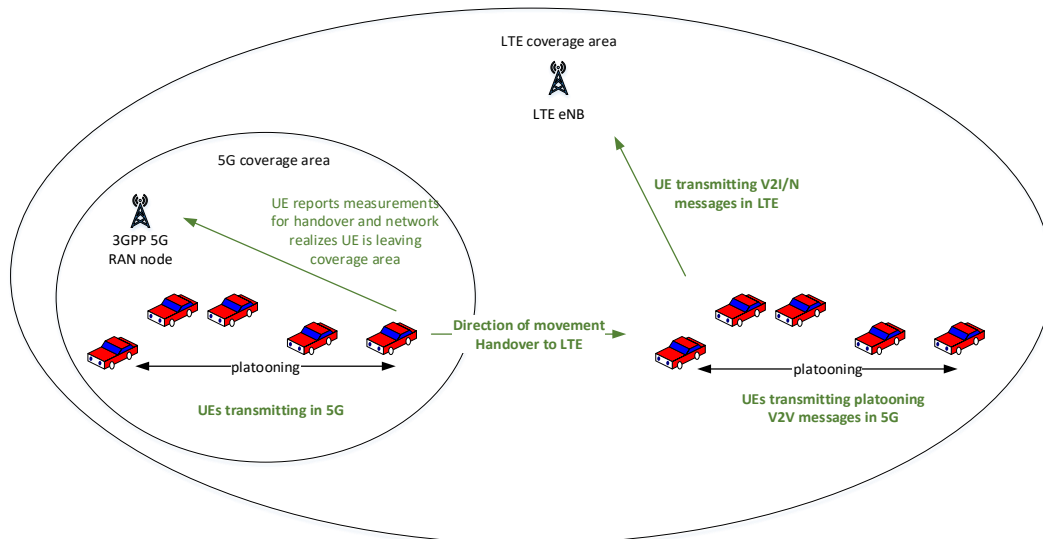 LTE coverage area
LTE eNB
5G coverage area
3GPP 5G
RAN node
UE reports measurements
for handover and network
realizes UE is leaving
coverage area
UE transmitting V2I/N
messages in LTE
Direction of movement
Handover to LTE
platooning
UEs transmitting in 5G
platooning
UEs transmitting platooning
V2V messages in 5G